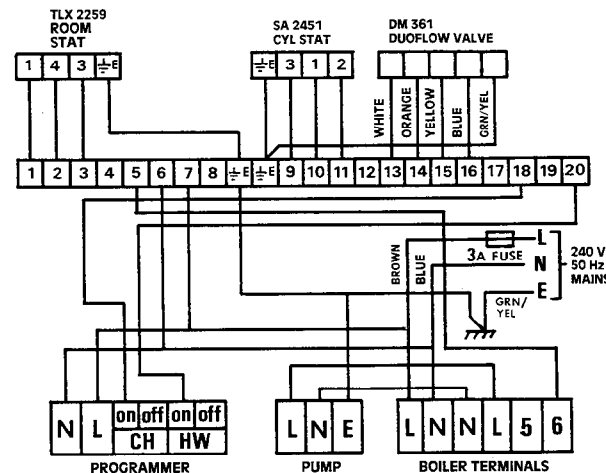 TLX 2259
ROOM
STAT
SA 2451
CYL STAT
DM 361
DUOFLOW VALVE
1 4 3 E
E 3 1 2
WHITE
ORANGE
YELLOW
BLUE
GRN/YEL
1 2 3 4 5 6 7 8 E E 9 10 11 12 13 14 15 16 17 18 19 20
BROWN
BLUE
L
3A FUSE
N
E
240 V
50 Hz
MAINS
GRN/
YEL
N L on off on off
CH HW
L N E
L N N L 5 6
PROGRAMMER
PUMP
BOILER TERMINALS